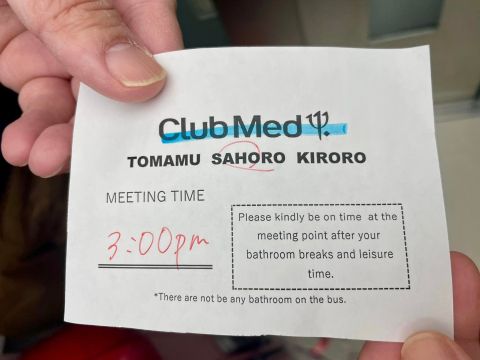 Club Med
TOMAMU SAHORO KIRORO
MEETING TIME
3:00pm
Please kindly be on time at the
meeting point after your
bathroom breaks and leisure
time.
*There are not be any bathroom on the bus.